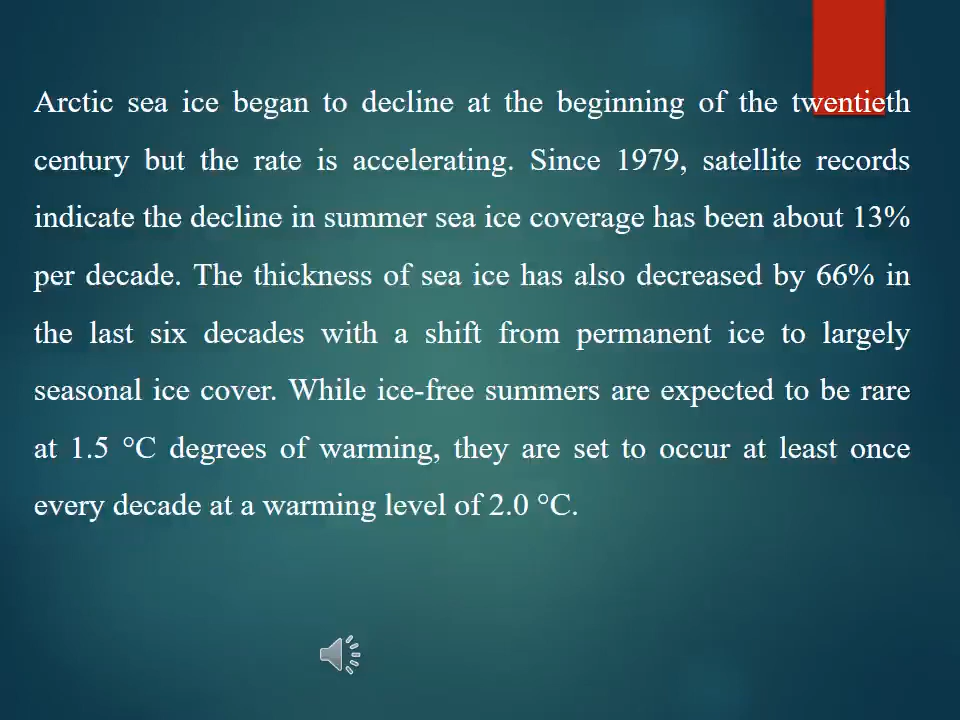 Arctic sea ice began to decline at the beginning of the twentieth
century but the rate is accelerating. Since 1979, satellite records
indicate the decline in summer sea ice coverage has been about 13%
per decade. The thickness of sea ice has also decreased by 66% in
the last six decades with a shift from permanent ice to largely
seasonal ice cover. While ice-free summers are expected to be rare
at 1.5 °C degrees of warming, they are set to occur at least once
every decade at a warming level of 2.0 °C.